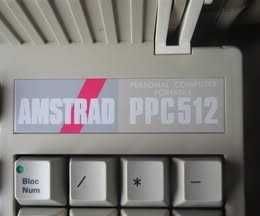 PERSONAL COMPUTER
PORTABLE
AMSTRAD PPC512
Bloc
Num
/
*
-